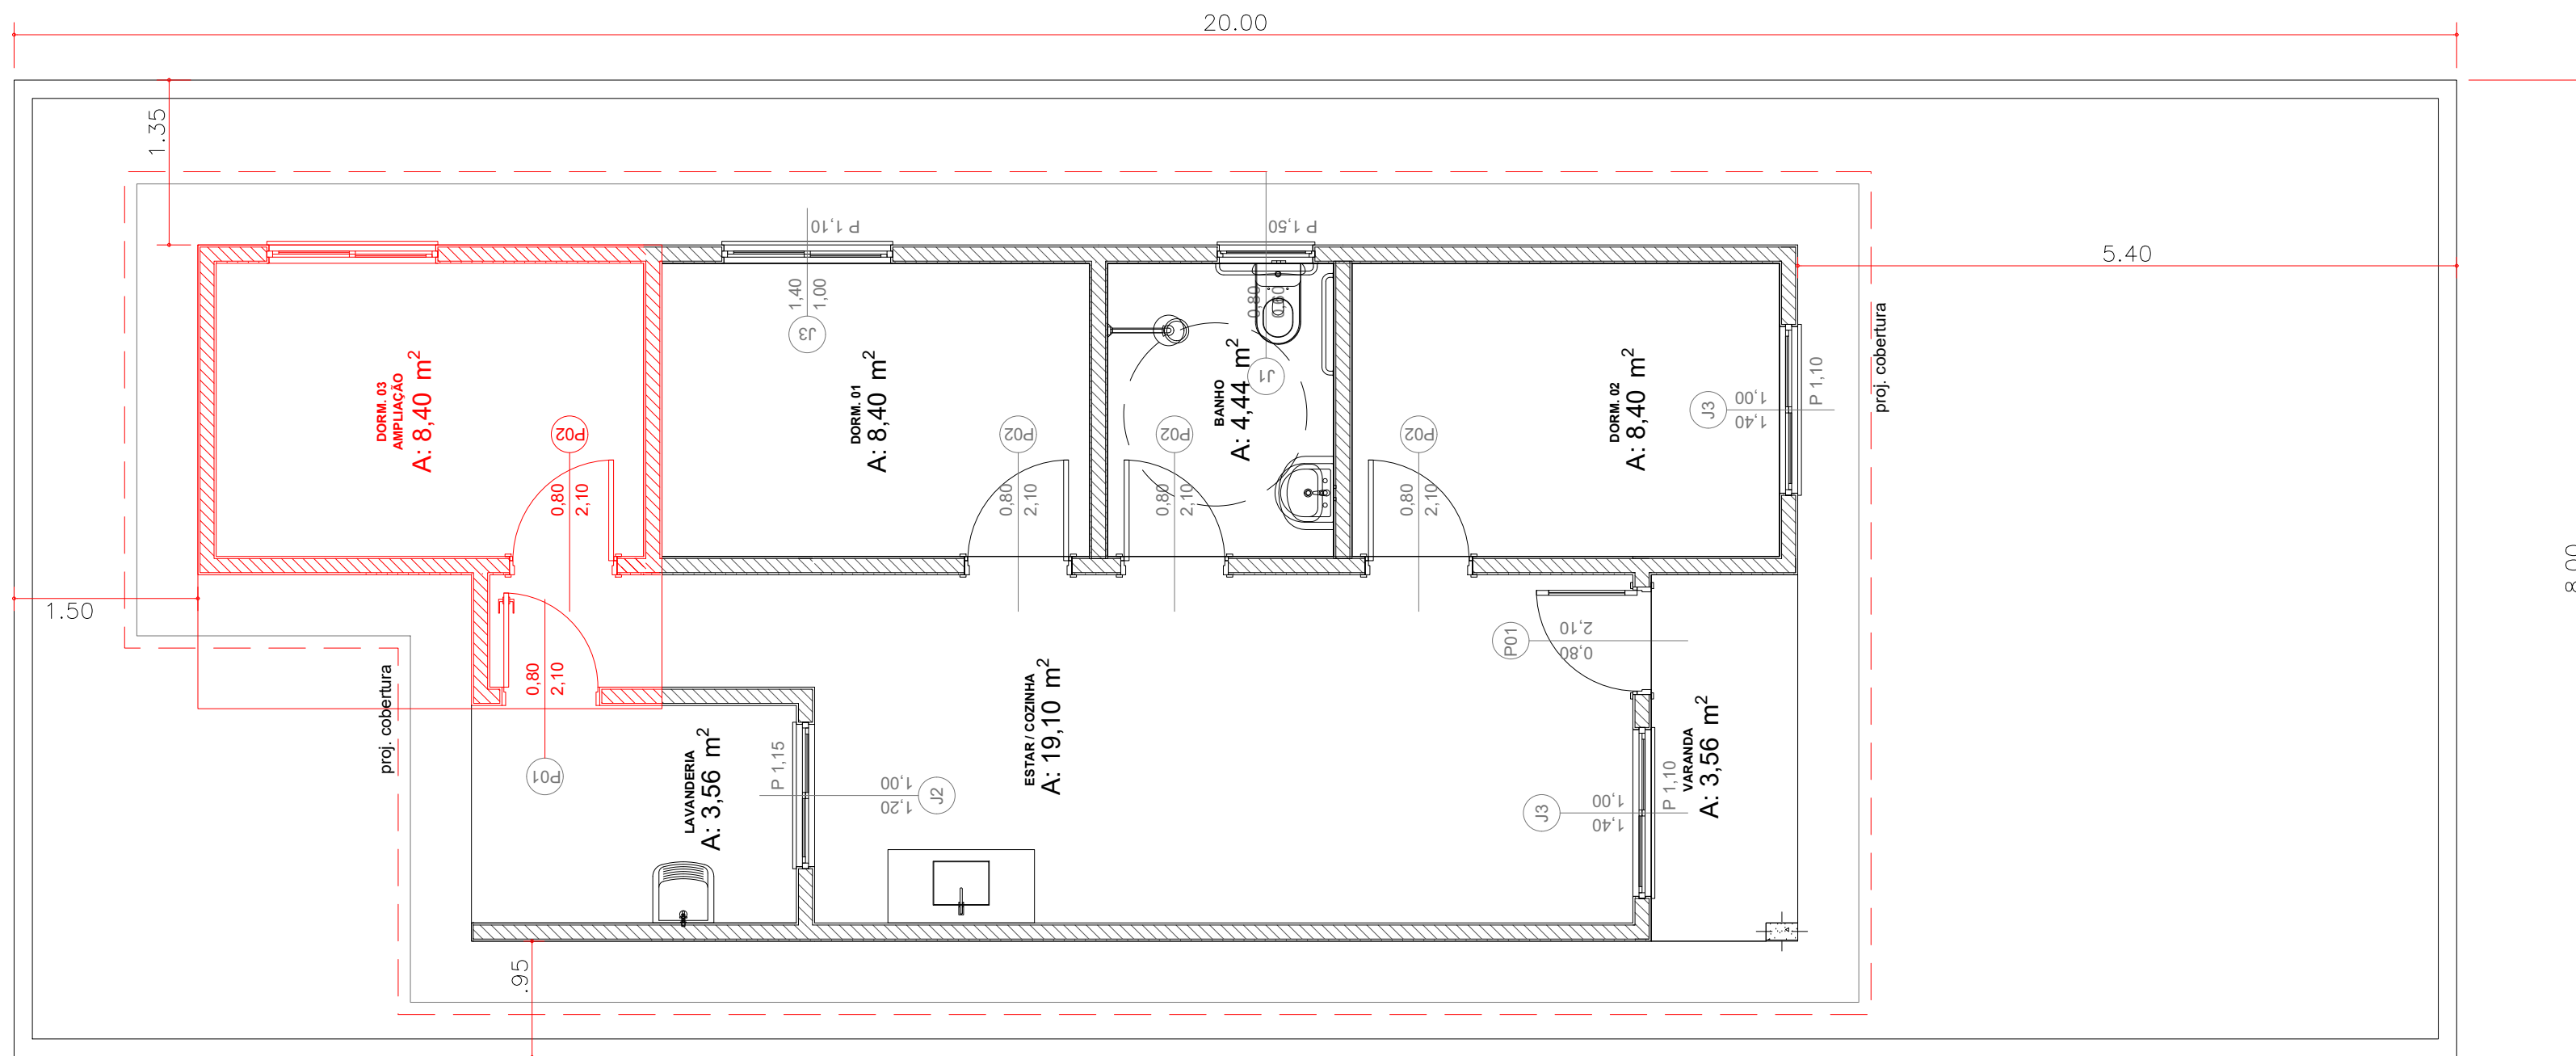 20.00
1.35
5.40
8.00
1.50
.95
P 1,10
1,40
1,00
J3
P 1,50
0,80
J1
DORM. 03
AMPLIAÇÃO
A: 8,40 m²
P02
0,80
2,10
DORM. 01
A: 8,40 m²
P02
0,80
2,10
BANHO
A: 4,44 m²
P02
0,80
2,10
DORM. 02
A: 8,40 m²
P02
0,80
2,10
J3
1,00
1,40
P 1,10
proj. cobertura
P01
2,10
0,80
0,80
2,10
P01
proj. cobertura
LAVANDERIA
A: 3,56 m²
P 1,15
1,00
1,20
J2
ESTAR / COZINHA
A: 19,10 m²
J3
1,00
1,40
P 1,10
VARANDA
A: 3,56 m²